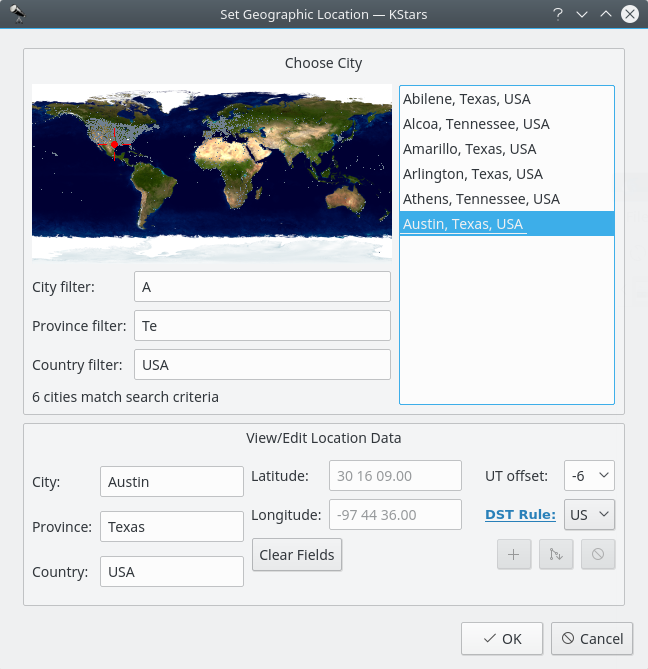 Set Geographic Location — KStars
Choose City
Abilene, Texas, USA
Alcoa, Tennessee, USA
Amarillo, Texas, USA
Arlington, Texas, USA
Athens, Tennessee, USA
Austin, Texas, USA
City filter: A
Province filter: Te
Country filter: USA
6 cities match search criteria
View/Edit Location Data
City: Austin
Province: Texas
Country: USA
Latitude: 30 16 09.00
Longitude: -97 44 36.00
Clear Fields
UT offset: -6
DST Rule: US
OK
Cancel